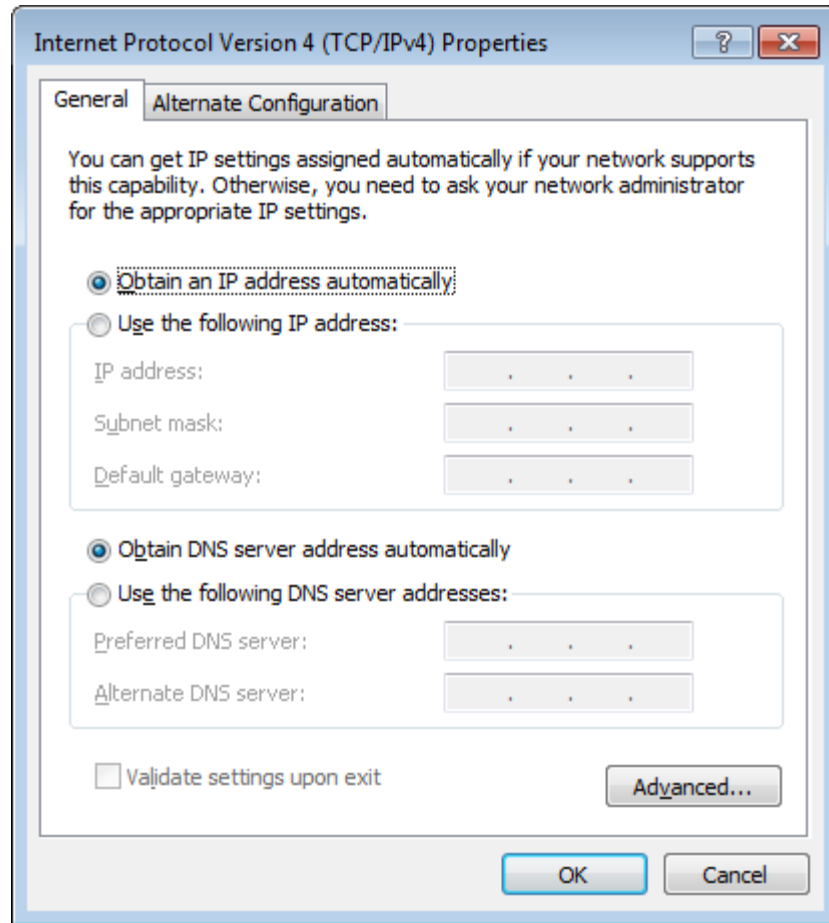 Internet Protocol Version 4 (TCP/IPv4) Properties
?
General
Alternate Configuration
You can get IP settings assigned automatically if your network supports
this capability. Otherwise, you need to ask your network administrator
for the appropriate IP settings.
Obtain an IP address automatically
Use the following IP address:
IP address:
. . .
Subnet mask:
. . .
Default gateway:
. . .
Obtain DNS server address automatically
Use the following DNS server addresses:
Preferred DNS server:
. . .
Alternate DNS server:
. . .
Validate settings upon exit
Advanced...
OK
Cancel